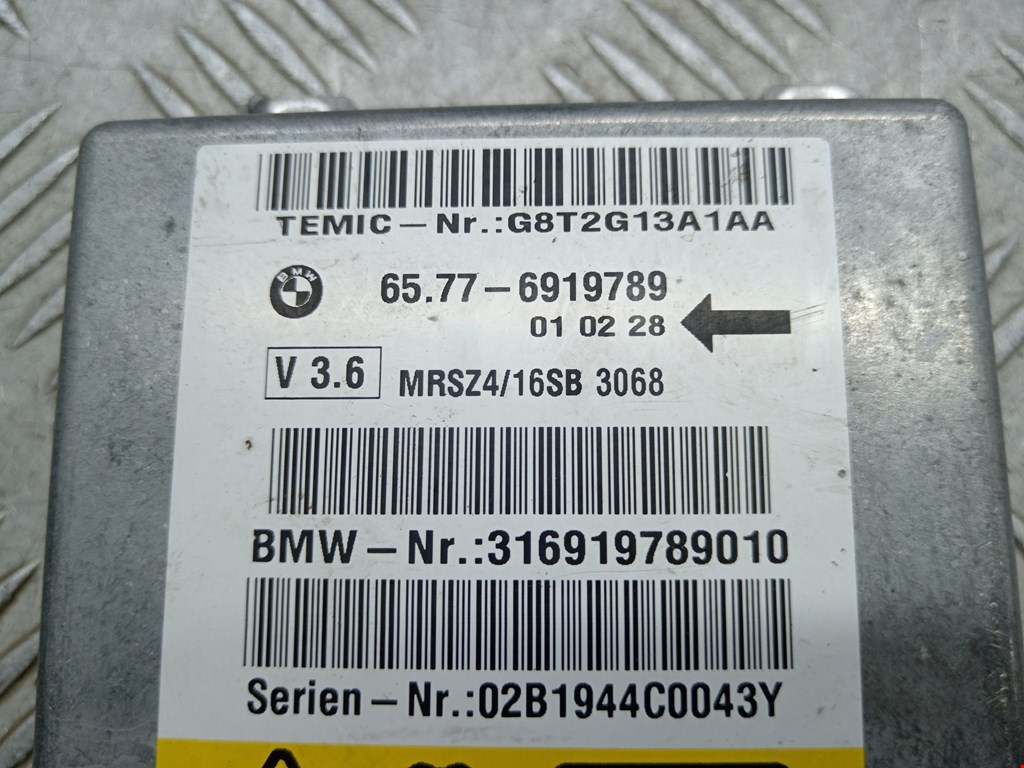 TEMIC – Nr.:G8T2G13A1AA
BMW
65.77 – 6919789
01 02 28
V 3.6
MRSZ4/16SB 3068
BMW – Nr.:316919789010
Serien – Nr.:02B1944C0043Y